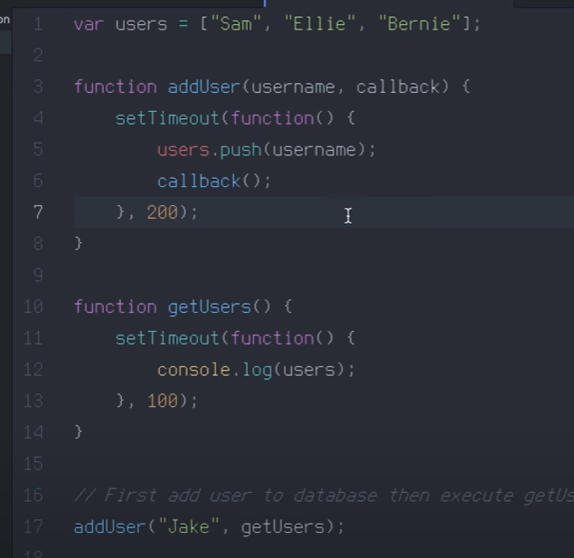 on
1 var users = ["Sam", "Ellie", "Bernie"];
2
3 function addUser(username, callback) {
4     setTimeout(function() {
5         users.push(username);
6         callback();
7     }, 200);
8 }
9
10 function getUsers() {
11     setTimeout(function() {
12         console.log(users);
13     }, 100);
14 }
15
16 // First add user to database then execute getUs
17 addUser("Jake", getUsers);
18